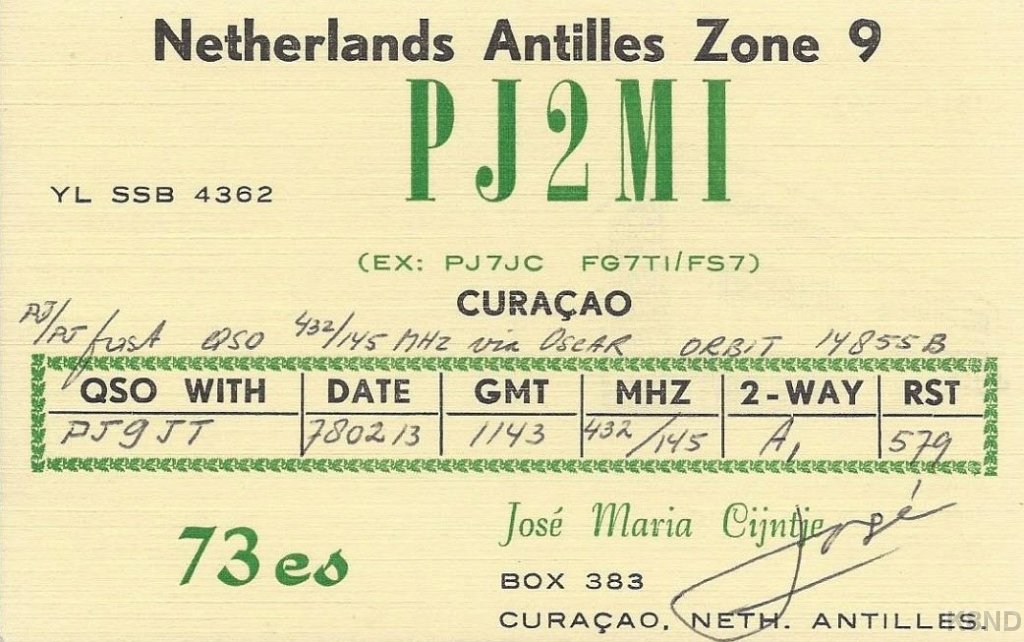 Netherlands Antilles Zone 9
PJ2MI
YL SSB 4362
(EX: PJ7JC FG7TI/FS7)
CURAÇAO
PJ/PJ first QSO 432/145 MHZ via OSCAR ORBIT 14855B
QSO WITH DATE GMT MHZ 2-WAY RST
PJ9JT 780213 1143 432/145 A1 579
73 es
José Maria Cijntje
José
BOX 383
CURAÇAO, NETH. ANTILLES.
K8ND